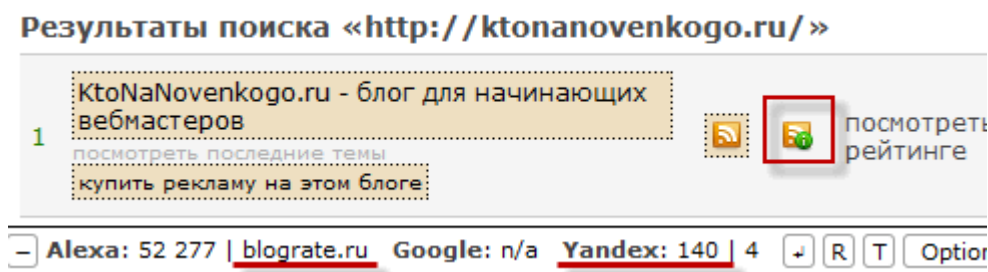 Результаты поиска «http://ktonanovenkogo.ru/»
KtoNaNovenkogo.ru - блог для начинающих
вебмастеров
1
посмотреть
рейтинге
посмотреть последние темы
купить рекламу на этом блоге
Alexa: 52 277 | blograte.ru Google: n/a Yandex: 140 | 4 R T Option